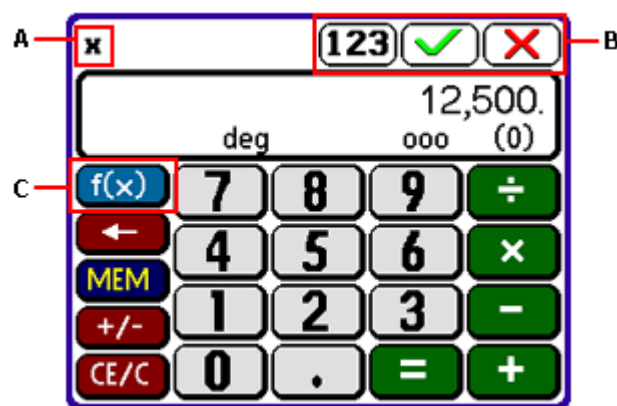 A x 123 B
12,500.
deg ooo (0)
C f(x) 7 8 9 ÷
← 4 5 6 ×
MEM
1 2 3 −
+/-
CE/C 0 . = +